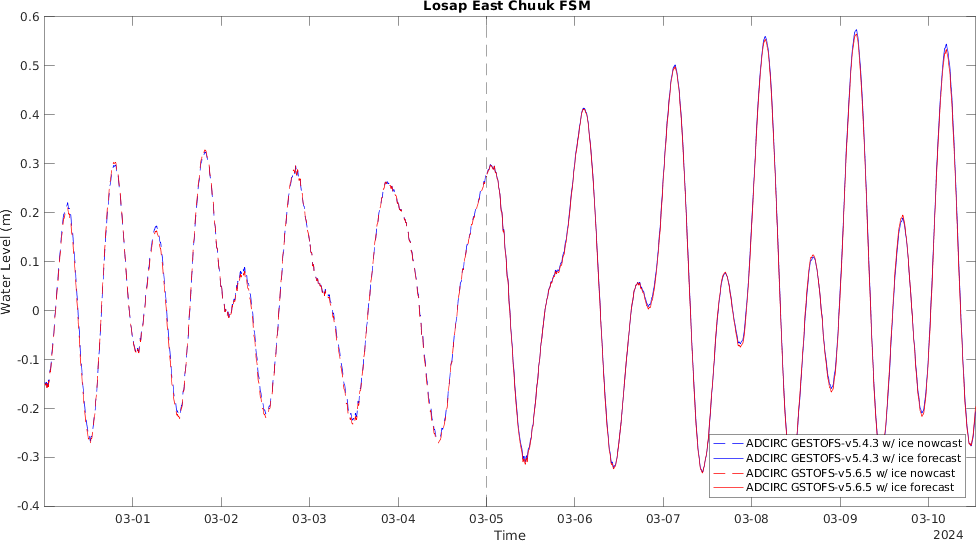 Losap East Chuuk FSM
0.6
0.5
0.4
0.3
0.2
0.1
0
-0.1
-0.2
-0.3
-0.4
Water Level (m)
ADCIRC GESTOFS-v5.4.3 w/ ice nowcast
ADCIRC GESTOFS-v5.4.3 w/ ice forecast
ADCIRC GSTOFS-v5.6.5 w/ ice nowcast
ADCIRC GSTOFS-v5.6.5 w/ ice forecast
03-01 03-02 03-03 03-04 03-05 03-06 03-07 03-08 03-09 03-10
Time
2024